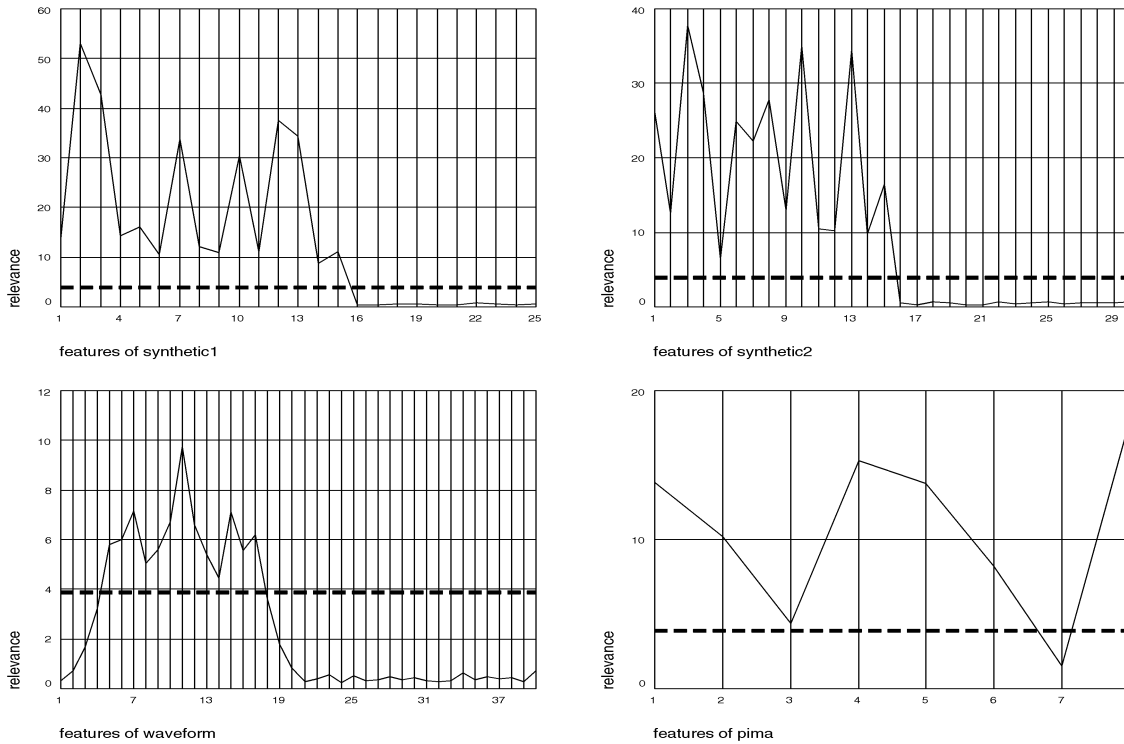 60
50
40
30
20
10
0
relevance
1 4 7 10 13 16 19 22 25
features of synthetic1
40
30
20
10
0
relevance
1 5 9 13 17 21 25 29
features of synthetic2
12
10
8
6
4
2
0
relevance
1 7 13 19 25 31 37
features of waveform
20
10
0
relevance
1 2 3 4 5 6 7
features of pima